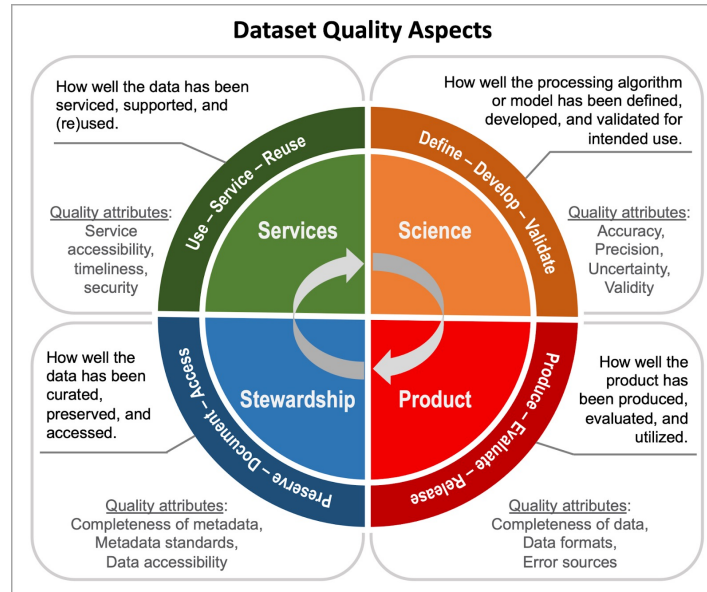 Dataset Quality Aspects
How well the data has been
serviced, supported, and
(re)used.
Quality attributes:
Service
accessibility,
timeliness,
security
Use – Service – Reuse
Services
How well the processing algorithm
or model has been defined,
developed, and validated for
intended use.
Quality attributes:
Accuracy,
Precision,
Uncertainty,
Validity
Define – Develop – Validate
Science
How well the
data has been
curated,
preserved, and
accessed.
Quality attributes:
Completeness of metadata,
Metadata standards,
Data accessibility
Preserve – Document – Access
Stewardship
How well the
product has
been produced,
evaluated, and
utilized.
Quality attributes:
Completeness of data,
Data formats,
Error sources
Produce – Evaluate – Release
Product